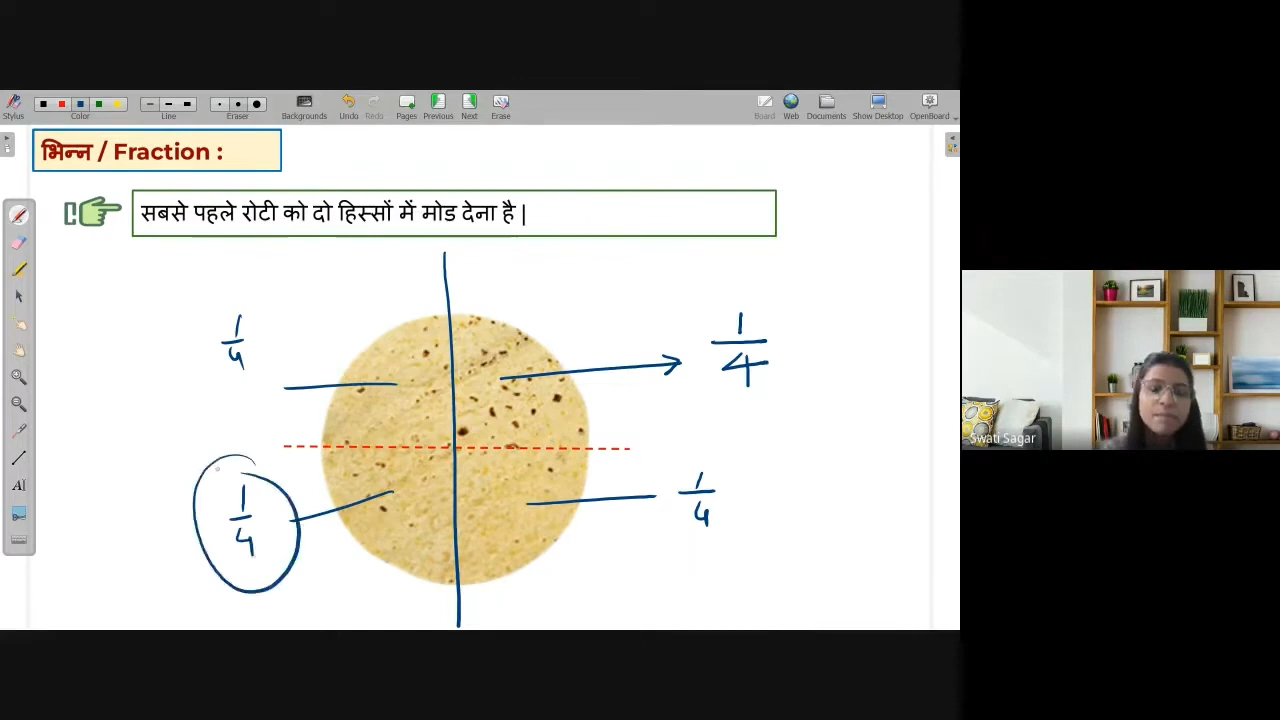 Stylus
Color
Line
Eraser
Backgrounds
Undo
Redo
Pages
Previous
Next
Erase
Board
Web
Documents
Show Desktop
OpenBoard
भिन्न / Fraction :
सबसे पहले रोटी को दो हिस्सों में मोड देना है |
1/4
1/4
1/4
1/4
Swati Sagar